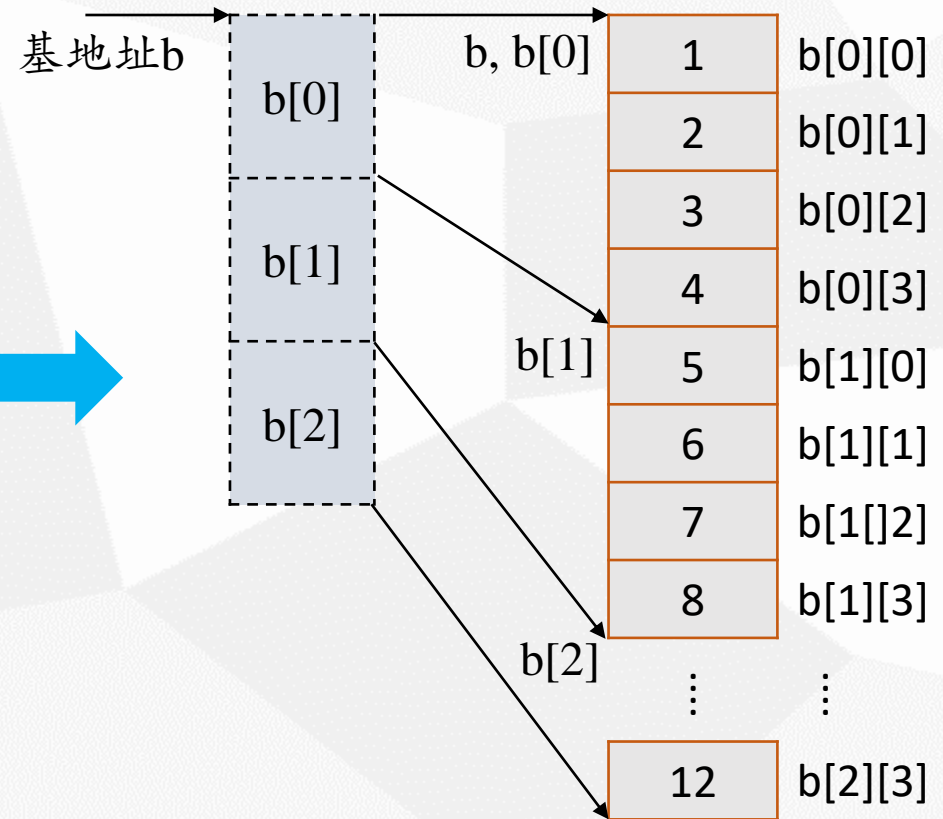 基地址b
b[0]
b[1]
b[2]
b, b[0]
1 b[0][0]
2 b[0][1]
3 b[0][2]
4 b[0][3]
b[1]
5 b[1][0]
6 b[1][1]
7 b[1[]2]
8 b[1][3]
b[2]
⋮ ⋮
12 b[2][3]